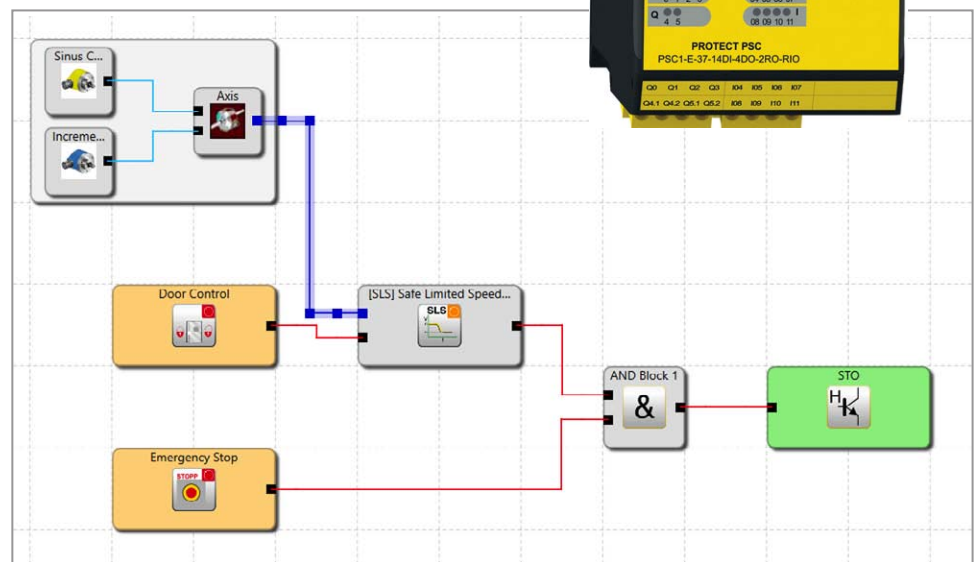 Q
4 5
08 09 10 11
I
PROTECT PSC
PSC1-E-37-14DI-4DO-2RO-RIO
Q0 Q1 Q2 Q3 I04 I05 I06 I07
Q4.1 Q4.2 Q5.1 Q5.2 I08 I09 I10 I11
Sinus C...
Axis
Increme...
Door Control
[SLS] Safe Limited Speed...
SLS
AND Block 1
&
STO
H
Emergency Stop
STOPP